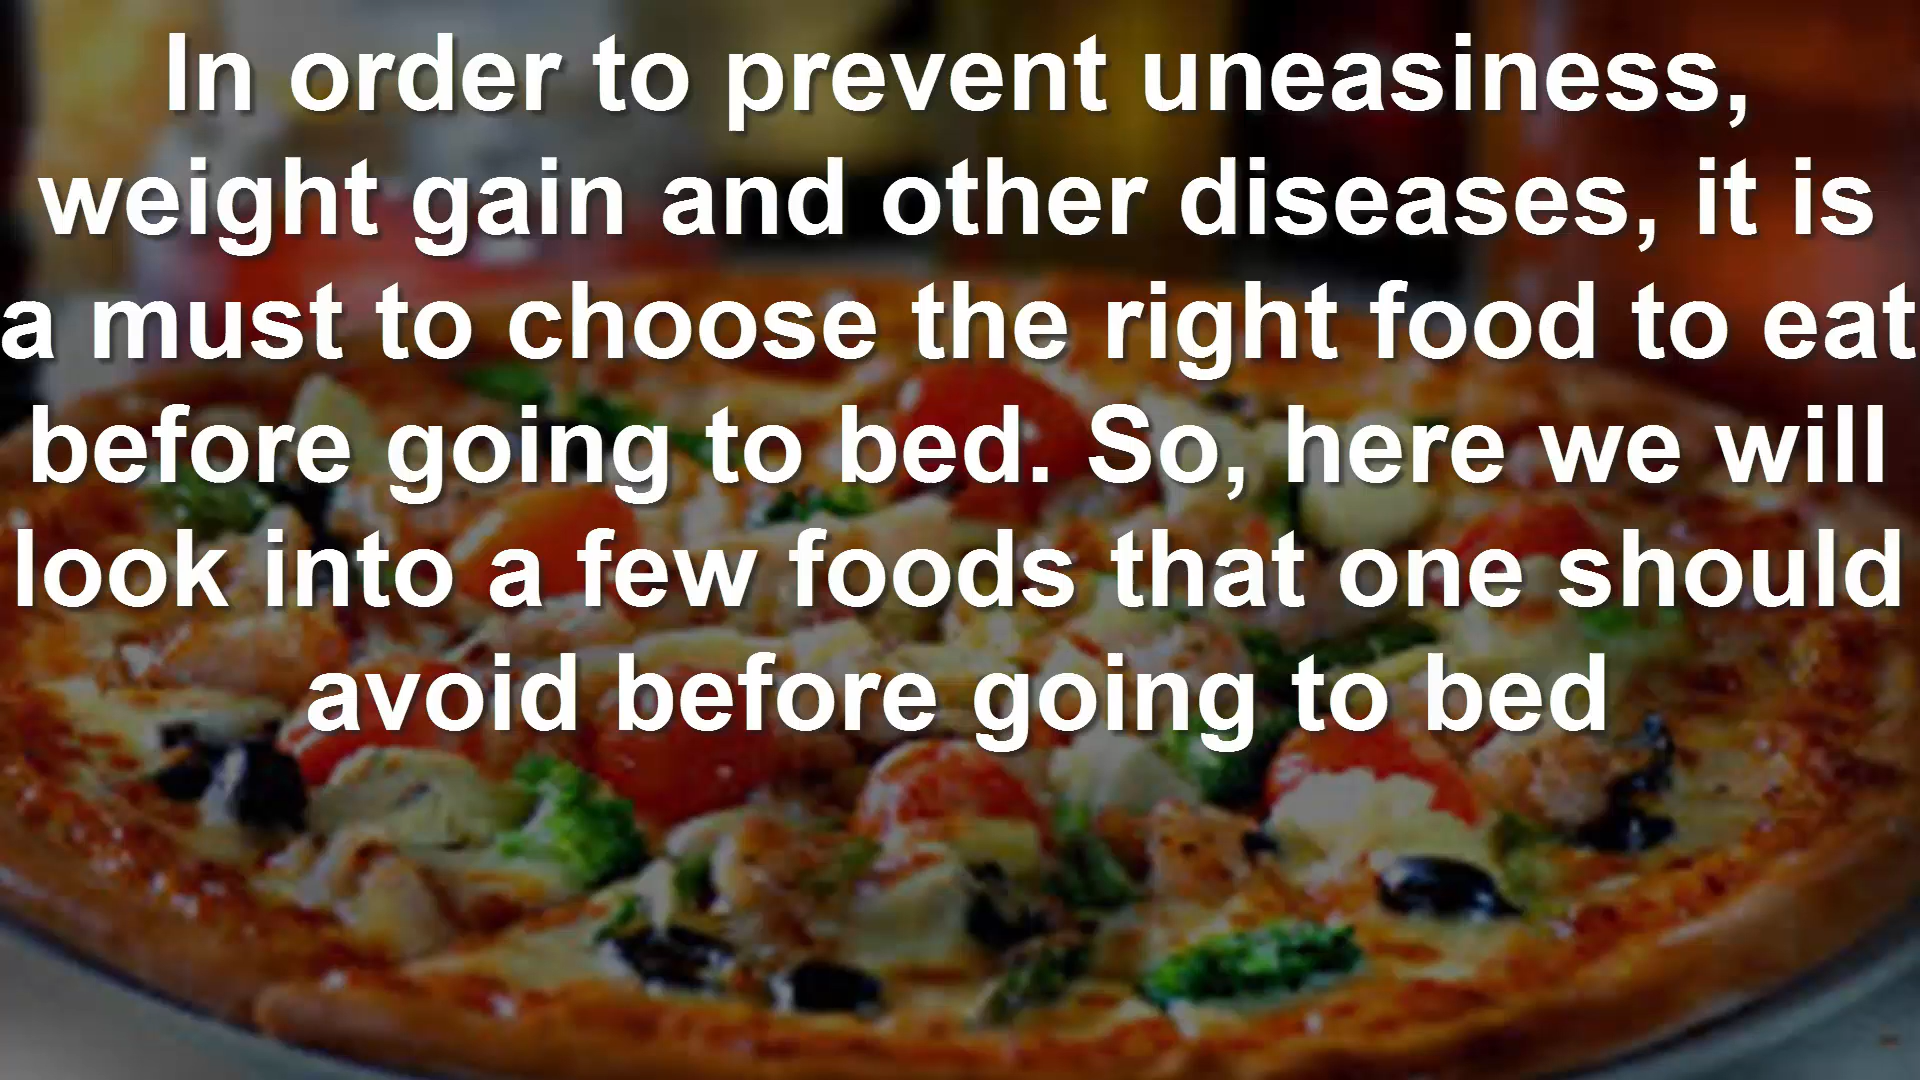 In order to prevent uneasiness,
weight gain and other diseases, it is
a must to choose the right food to eat
before going to bed. So, here we will
look into a few foods that one should
avoid before going to bed